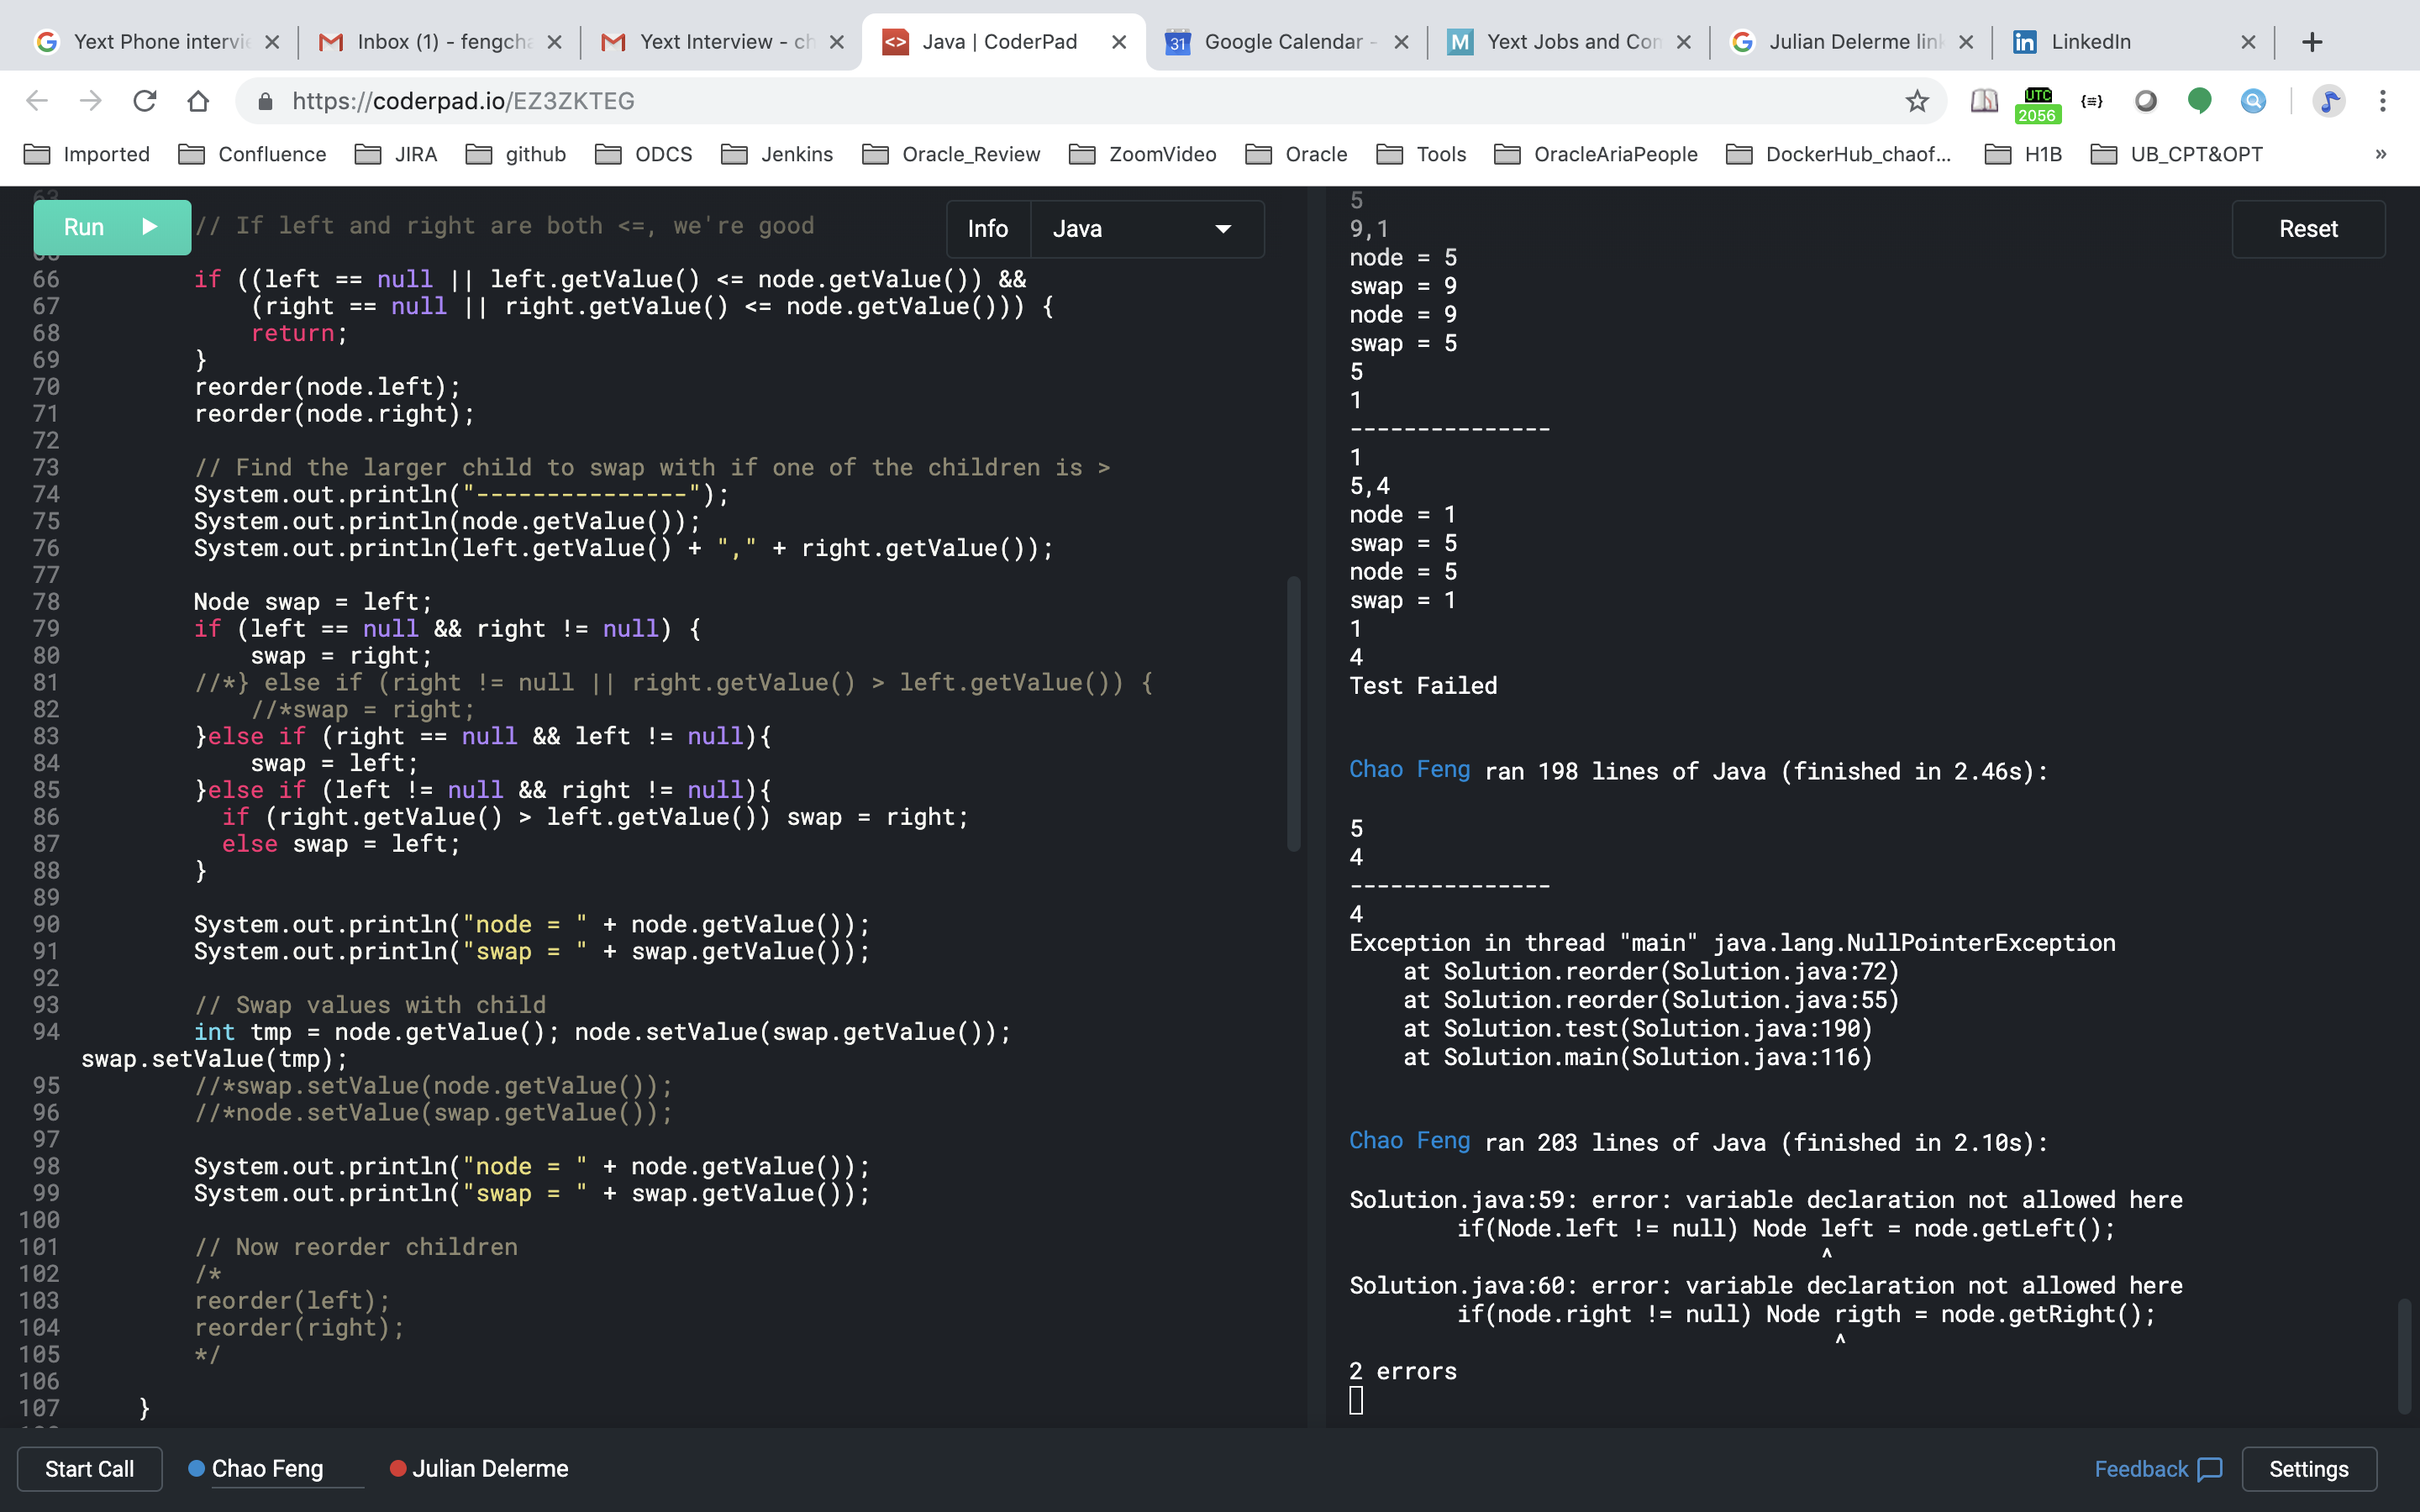 Yext Phone intervie
Inbox (1) - fengcha
Yext Interview - ch
Java | CoderPad
Google Calendar -
Yext Jobs and Con
Julian Delerme link
LinkedIn
https://coderpad.io/EZ3ZKTEG
UTC
2056
Imported
Confluence
JIRA
github
ODCS
Jenkins
Oracle_Review
ZoomVideo
Oracle
Tools
OracleAriaPeople
DockerHub_chaof...
H1B
UB_CPT&OPT
»
Run
Info
Java
63
// If left and right are both <=, we're good
66 if ((left == null || left.getValue() <= node.getValue()) &&
67 (right == null || right.getValue() <= node.getValue())) {
68 return;
69 }
70 reorder(node.left);
71 reorder(node.right);
72
73 // Find the larger child to swap with if one of the children is >
74 System.out.println("---------------");
75 System.out.println(node.getValue());
76 System.out.println(left.getValue() + "," + right.getValue());
77
78 Node swap = left;
79 if (left == null && right != null) {
80 swap = right;
81 //*} else if (right != null || right.getValue() > left.getValue()) {
82 //*swap = right;
83 }else if (right == null && left != null){
84 swap = left;
85 }else if (left != null && right != null){
86 if (right.getValue() > left.getValue()) swap = right;
87 else swap = left;
88 }
89
90 System.out.println("node = " + node.getValue());
91 System.out.println("swap = " + swap.getValue());
92
93 // Swap values with child
94 int tmp = node.getValue(); node.setValue(swap.getValue());
swap.setValue(tmp);
95 //*swap.setValue(node.getValue());
96 //*node.setValue(swap.getValue());
97
98 System.out.println("node = " + node.getValue());
99 System.out.println("swap = " + swap.getValue());
100
101 // Now reorder children
102 /*
103 reorder(left);
104 reorder(right);
105 */
106
107 }
Reset
5
9,1
node = 5
swap = 9
node = 9
swap = 5
5
1
---------------
1
5,4
node = 1
swap = 5
node = 5
swap = 1
1
4
Test Failed
Chao Feng ran 198 lines of Java (finished in 2.46s):
5
4
---------------
4
Exception in thread "main" java.lang.NullPointerException
at Solution.reorder(Solution.java:72)
at Solution.reorder(Solution.java:55)
at Solution.test(Solution.java:190)
at Solution.main(Solution.java:116)
Chao Feng ran 203 lines of Java (finished in 2.10s):
Solution.java:59: error: variable declaration not allowed here
if(Node.left != null) Node left = node.getLeft();
^
Solution.java:60: error: variable declaration not allowed here
if(node.right != null) Node rigth = node.getRight();
^
2 errors
Start Call
Chao Feng
Julian Delerme
Feedback
Settings